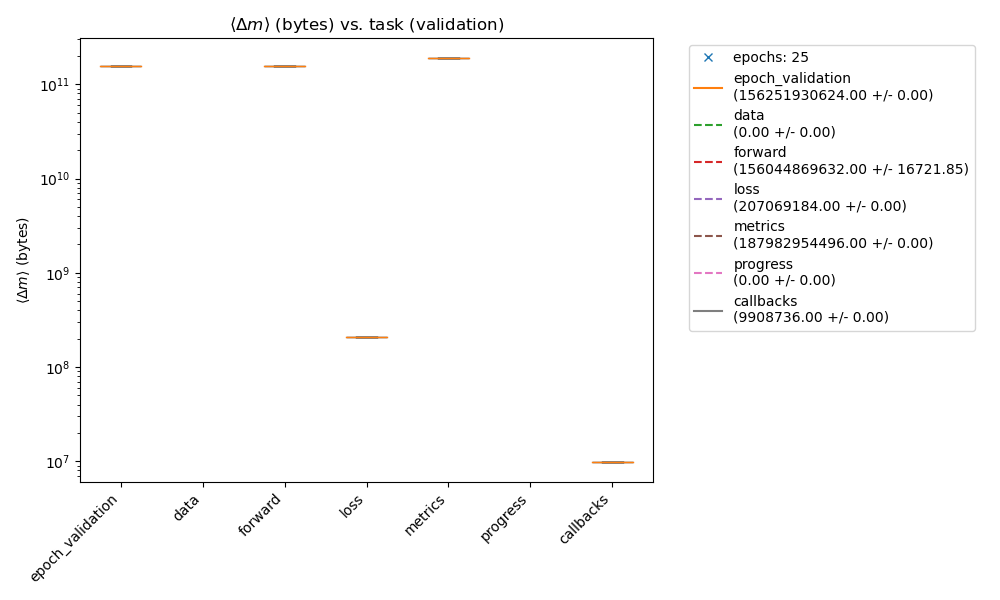 ⟨Δm⟩ (bytes) vs. task (validation)
⟨Δm⟩ (bytes)
10^11
10^10
10^9
10^8
10^7
epoch_validation
data
forward
loss
metrics
progress
callbacks
epochs: 25
epoch_validation
(156251930624.00 +/- 0.00)
data
(0.00 +/- 0.00)
forward
(156044869632.00 +/- 16721.85)
loss
(207069184.00 +/- 0.00)
metrics
(187982954496.00 +/- 0.00)
progress
(0.00 +/- 0.00)
callbacks
(9908736.00 +/- 0.00)